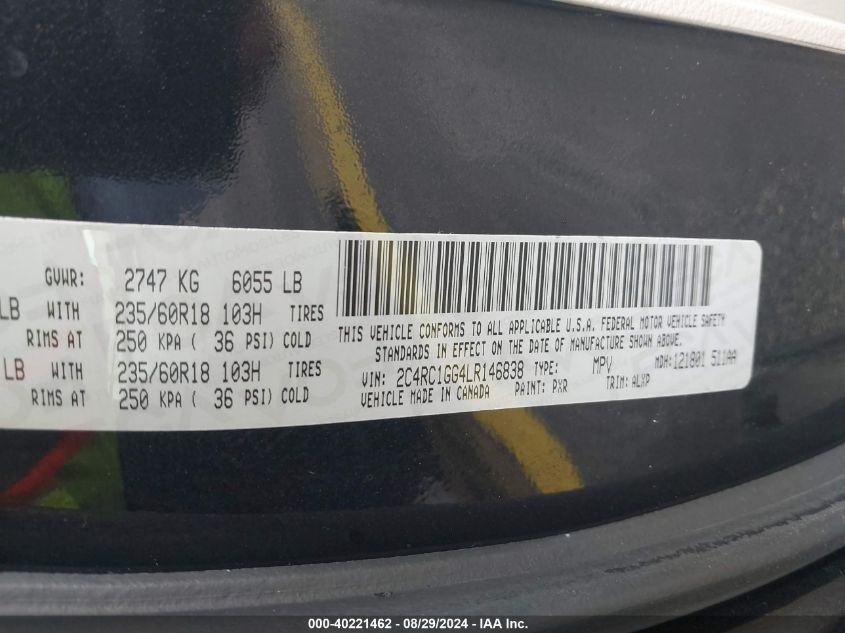 GVWR: 2747 KG 6055 LB
LB WITH 235/60R18 103H TIRES
RIMS AT 250 KPA ( 36 PSI) COLD
LB WITH 235/60R18 103H TIRES
RIMS AT 250 KPA ( 36 PSI) COLD
THIS VEHICLE CONFORMS TO ALL APPLICABLE U.S.A. FEDERAL MOTOR VEHICLE SAFETY
STANDARDS IN EFFECT ON THE DATE OF MANUFACTURE SHOWN ABOVE.
VIN: 2C4RC1GG4LR146838 TYPE: MPV MDH:121801 511AA
VEHICLE MADE IN CANADA PAINT: PXR TRIM: ALXP
000-40221462 - 08/29/2024 - IAA Inc.